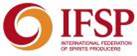 IFSP
INTERNATIONAL FEDERATION
OF SPIRITS PRODUCERS